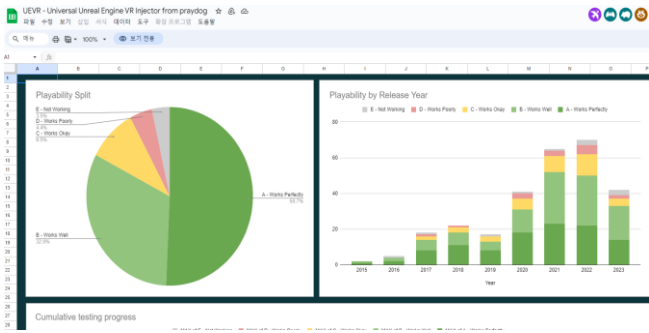 UEVR - Universal Unreal Engine VR Injector from praydog
파일 수정 보기 삽입 서식 데이터 도구 확장 프로그램 도움말
메뉴 100% 보기 전용
A1 fx
A B C D E F G H I J K L M N O P
Playability Split
E - Not Working
D - Works Poorly
C - Works Okay
B - Works Well
32.9%
A - Works Perfectly
Playability by Release Year
E - Not Working D - Works Poorly C - Works Okay B - Works Well A - Works Perfectly
80
60
40
20
0
2015 2016 2017 2018 2019 2020 2021 2022 2023
Year
Cumulative testing progress